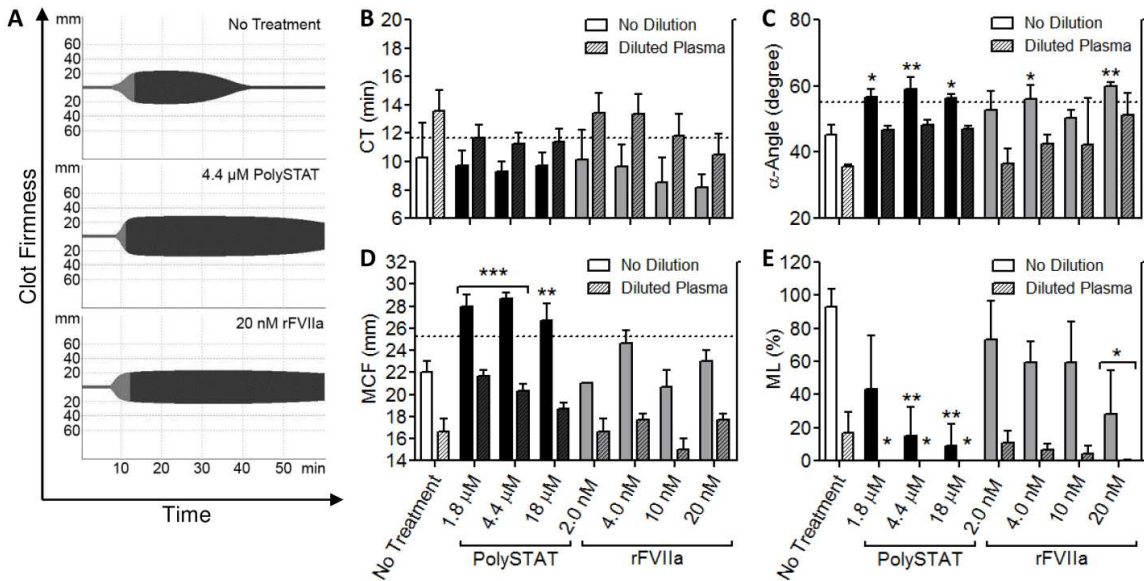 A
mm
No Treatment
60
40
20
20
40
60
mm
4.4 µM PolySTAT
60
40
20
20
40
60
mm
20 nM rFVIIa
60
40
20
20
40
60
10 20 30 40 50 min
Clot Firmness
Time
B
No Dilution
Diluted Plasma
CT (min)
20
18
16
14
12
10
8
6
C
No Dilution
Diluted Plasma
α-Angle (degree)
80
60
40
20
* ** * * **
D
No Dilution
Diluted Plasma
MCF (mm)
32
30
28
26
24
22
20
18
16
14
*** **
No Treatment
1.8 µM
4.4 µM
18 µM
2.0 nM
4.0 nM
10 nM
20 nM
PolySTAT
rFVIIa
E
No Dilution
Diluted Plasma
ML (%)
120
100
80
60
40
20
0
* ** * ** * *
No Treatment
1.8 µM
4.4 µM
18 µM
2.0 nM
4.0 nM
10 nM
20 nM
PolySTAT
rFVIIa